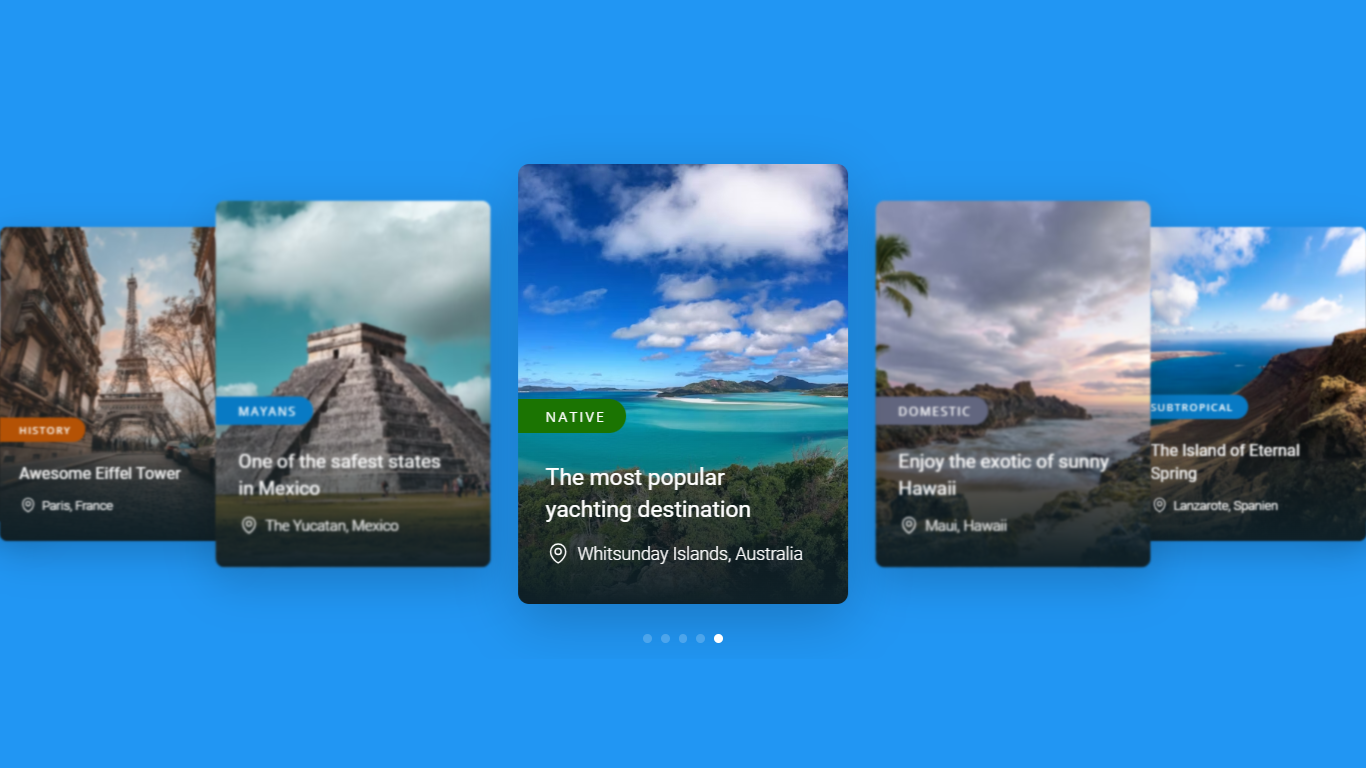 HISTORY
Awesome Eiffel Tower
Paris, France
MAYANS
One of the safest states
in Mexico
The Yucatan, Mexico
NATIVE
The most popular
yachting destination
Whitsunday Islands, Australia
DOMESTIC
Enjoy the exotic of sunny
Hawaii
Maui, Hawaii
SUBTROPICAL
The Island of Eternal
Spring
Lanzarote, Spanien